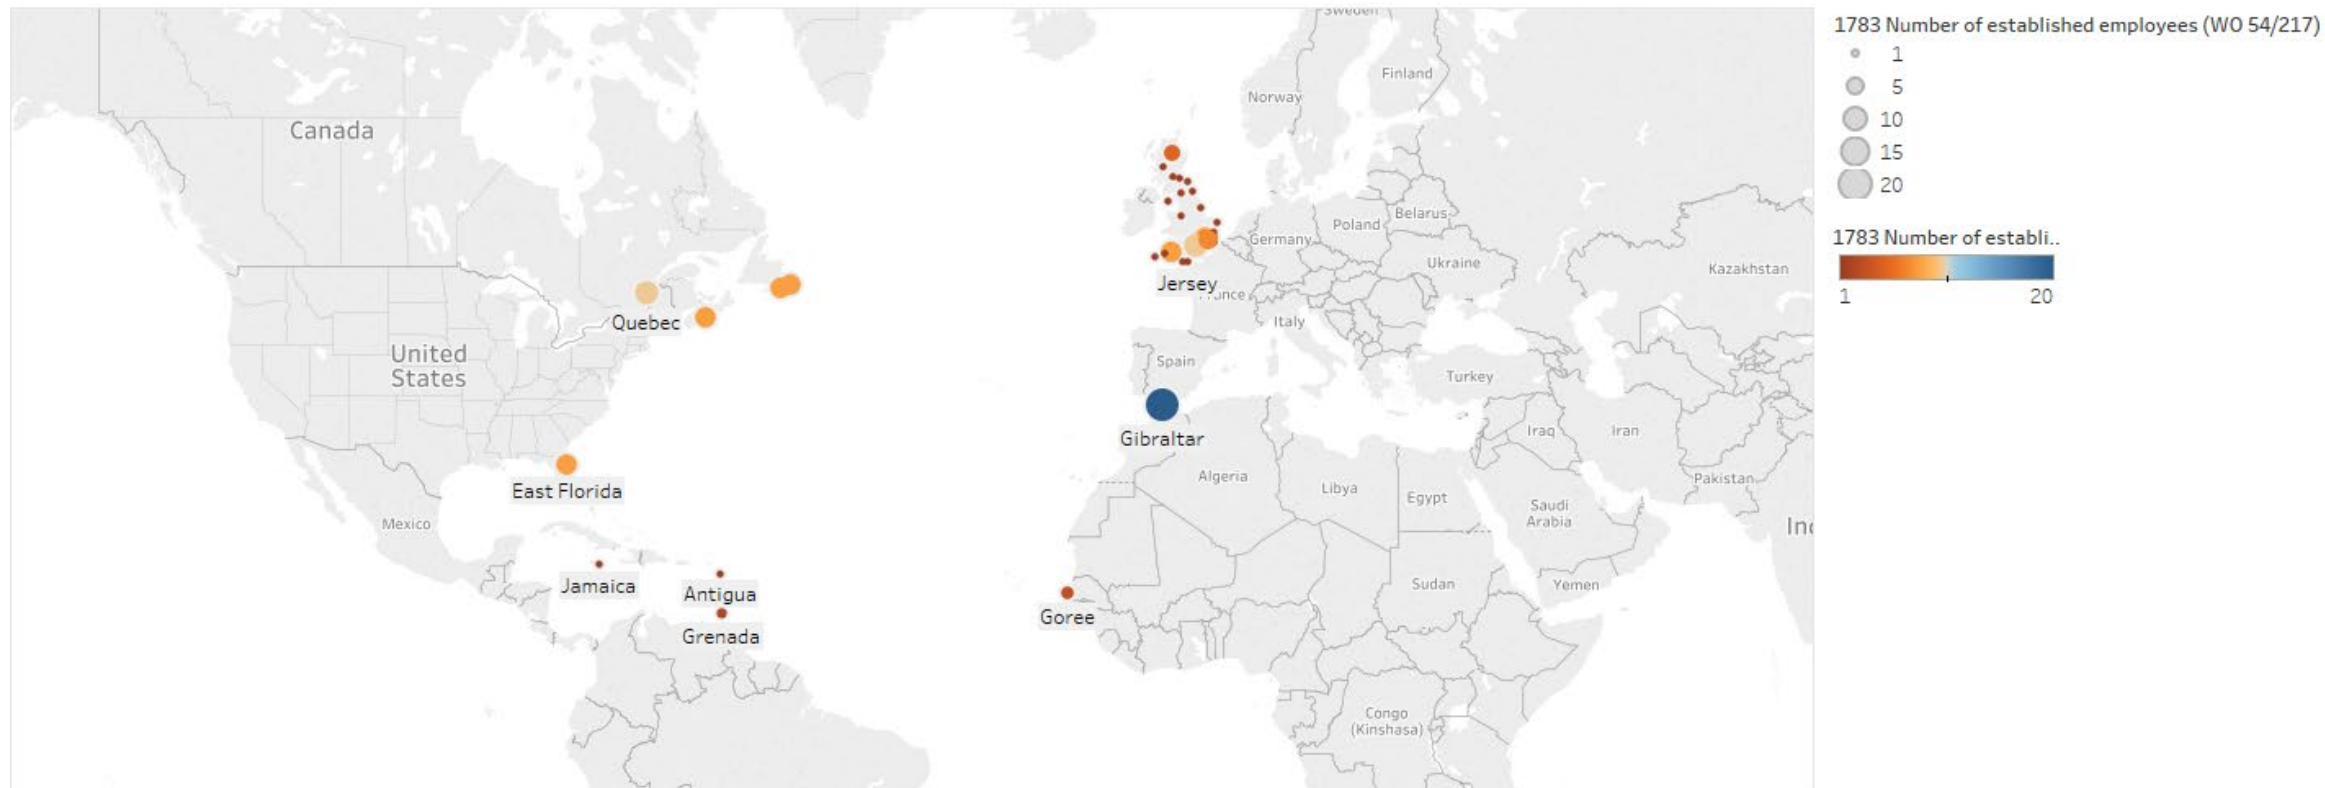 Sweden
Finland
Norway
Canada
Belarus
Poland
Germany
Ukraine
Kazakhstan
Jersey
France
Quebec
Italy
United
States
Spain
Turkey
Gibraltar
Iraq
Iran
East Florida
Algeria
Libya
Egypt
Pakistan
Saudi
Arabia
Mexico
Jamaica
Antigua
Sudan
Yemen
Goree
Grenada
Congo
(Kinshasa)
1783 Number of established employees (WO 54/217)
1
5
10
15
20
1783 Number of establi..
1 20